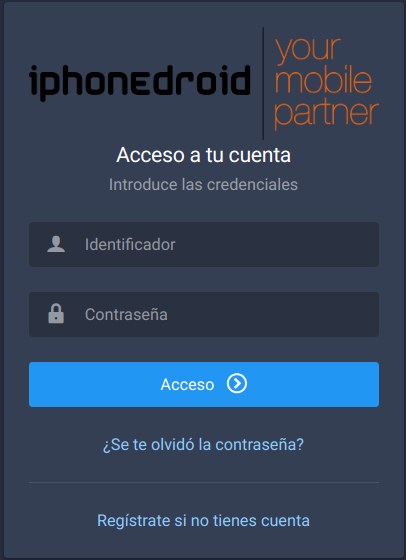 iphonedroid
your
mobile
partner
Acceso a tu cuenta
Introduce las credenciales
Identificador
Contraseña
Acceso
¿Se te olvidó la contraseña?
Regístrate si no tienes cuenta